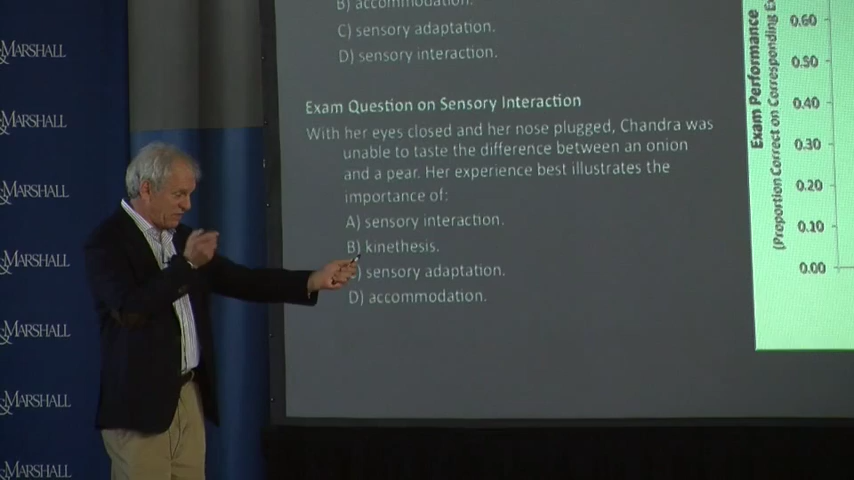 B) accommodation.
C) sensory adaptation.
D) sensory interaction.
Exam Question on Sensory Interaction
With her eyes closed and her nose plugged, Chandra was
unable to taste the difference between an onion
and a pear. Her experience best illustrates the
importance of:
A) sensory interaction.
B) kinethesis.
C) sensory adaptation.
D) accommodation.
Exam Performance
(Proportion Correct on Corresponding
0.60
0.50
0.40
0.30
0.20
0.10
0.00
&MARSHALL
&MARSHALL
&MARSHALL
&MARSHALL
&MARSHALL
&MARSHALL
&MARSHALL